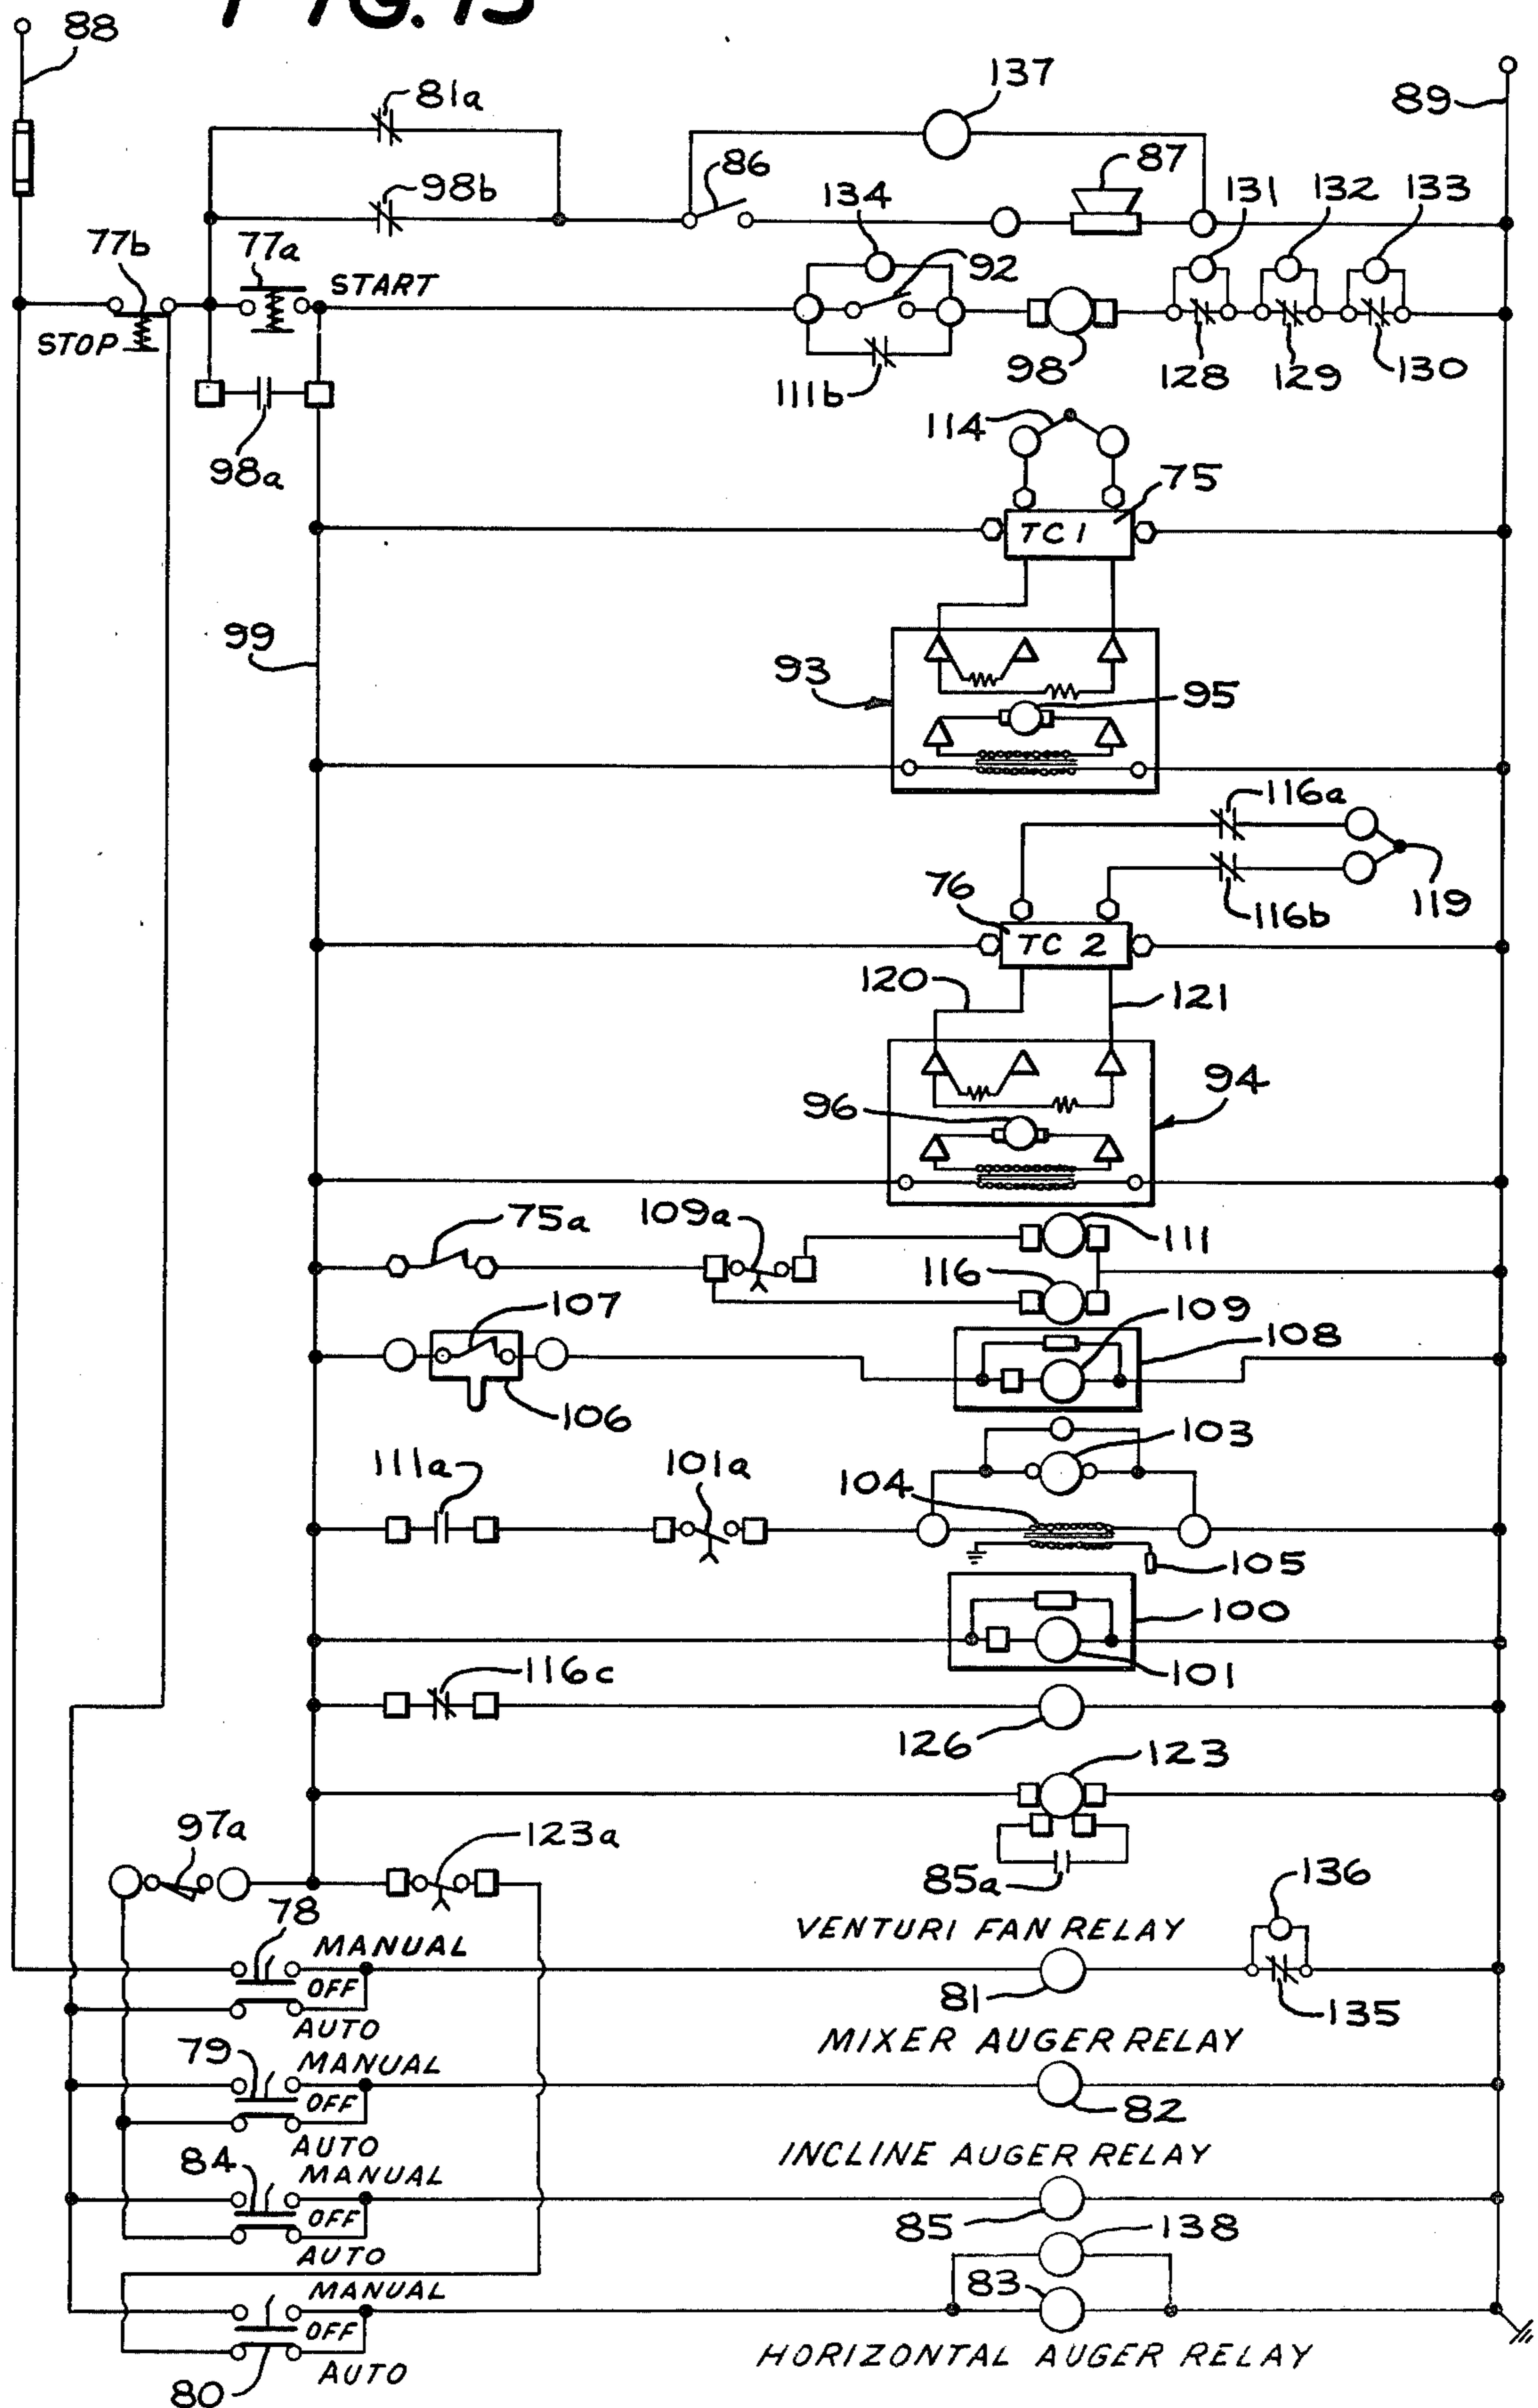 FIG. 15
88
137
89
81a
86
87
98b
134
131
132
133
77b
77a
92
START
STOP
111b
98
128
129
130
98a
114
75
TC 1
99
93
95
116a
76
116b
119
TC 2
120
121
94
96
75a
109a
111
116
107
109
108
106
103
111a
101a
104
105
100
116c
101
126
123
97a
123a
85a
136
78
VENTURI FAN RELAY
MANUAL
OFF
81
135
AUTO
MIXER AUGER RELAY
79
MANUAL
OFF
82
AUTO
INCLINE AUGER RELAY
84
MANUAL
OFF
85
138
AUTO
MANUAL
83
OFF
HORIZONTAL AUGER RELAY
AUTO
80